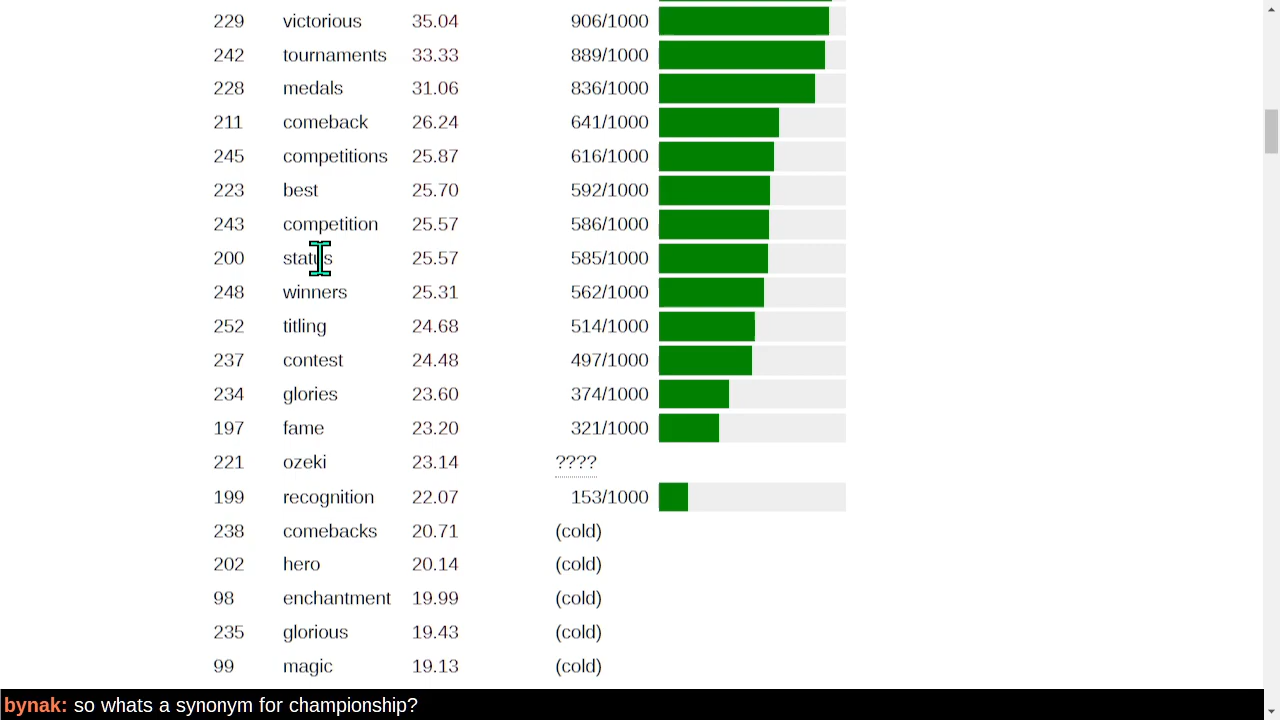 229 victorious 35.04 906/1000
242 tournaments 33.33 889/1000
228 medals 31.06 836/1000
211 comeback 26.24 641/1000
245 competitions 25.87 616/1000
223 best 25.70 592/1000
243 competition 25.57 586/1000
200 status 25.57 585/1000
248 winners 25.31 562/1000
252 titling 24.68 514/1000
237 contest 24.48 497/1000
234 glories 23.60 374/1000
197 fame 23.20 321/1000
221 ozeki 23.14 ????
199 recognition 22.07 153/1000
238 comebacks 20.71 (cold)
202 hero 20.14 (cold)
98 enchantment 19.99 (cold)
235 glorious 19.43 (cold)
99 magic 19.13 (cold)
bynak: so whats a synonym for championship?